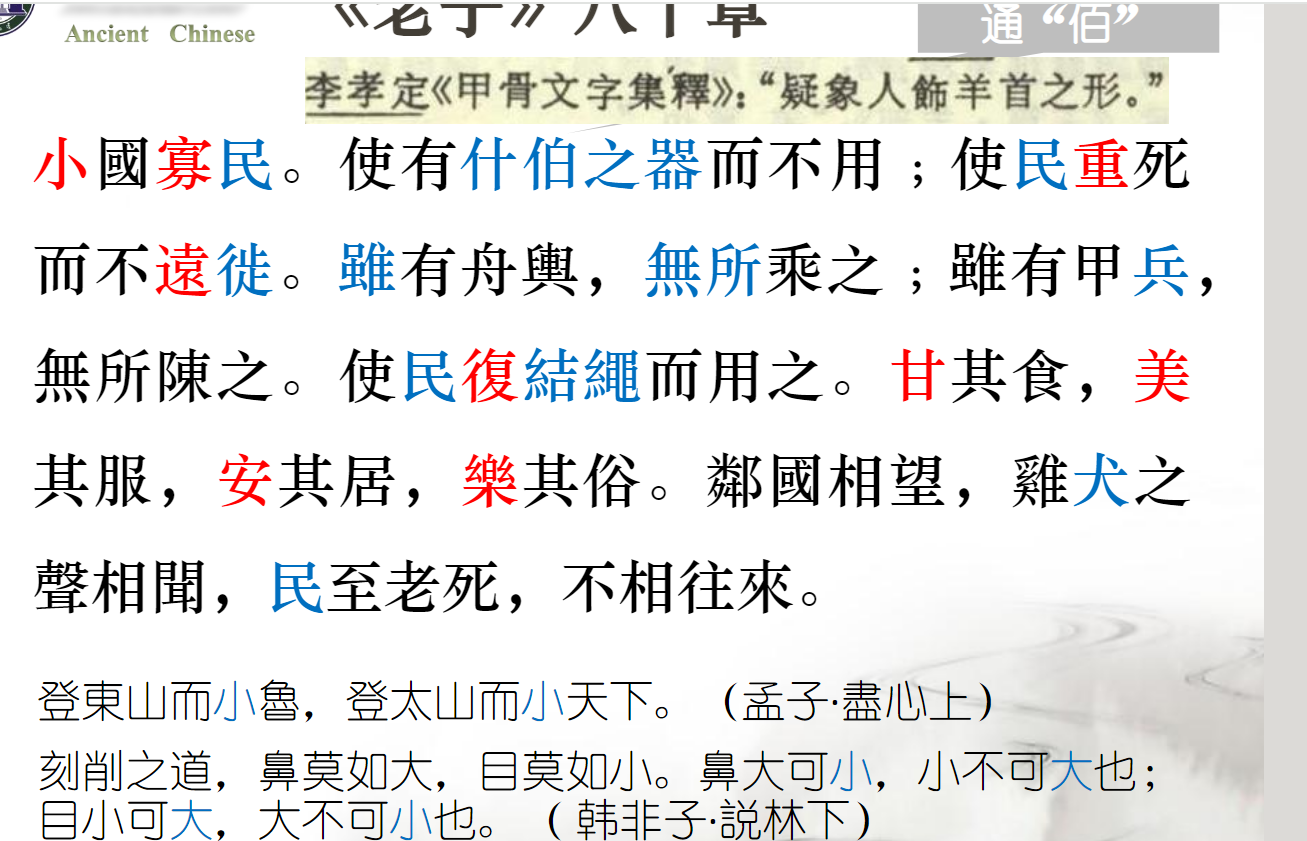 Ancient Chinese
《老子》八十章
通“佰”
李孝定《甲骨文字集釋》：“疑象人飾羊首之形。”
小國寡民。使有什伯之器而不用；使民重死
而不遠徙。雖有舟輿，無所乘之；雖有甲兵，
無所陳之。使民復結繩而用之。甘其食，美
其服，安其居，樂其俗。鄰國相望，雞犬之
聲相聞，民至老死，不相往來。
登東山而小魯，登太山而小天下。（孟子·盡心上）
刻削之道，鼻莫如大，目莫如小。鼻大可小，小不可大也；
目小可大，大不可小也。（韩非子·説林下）